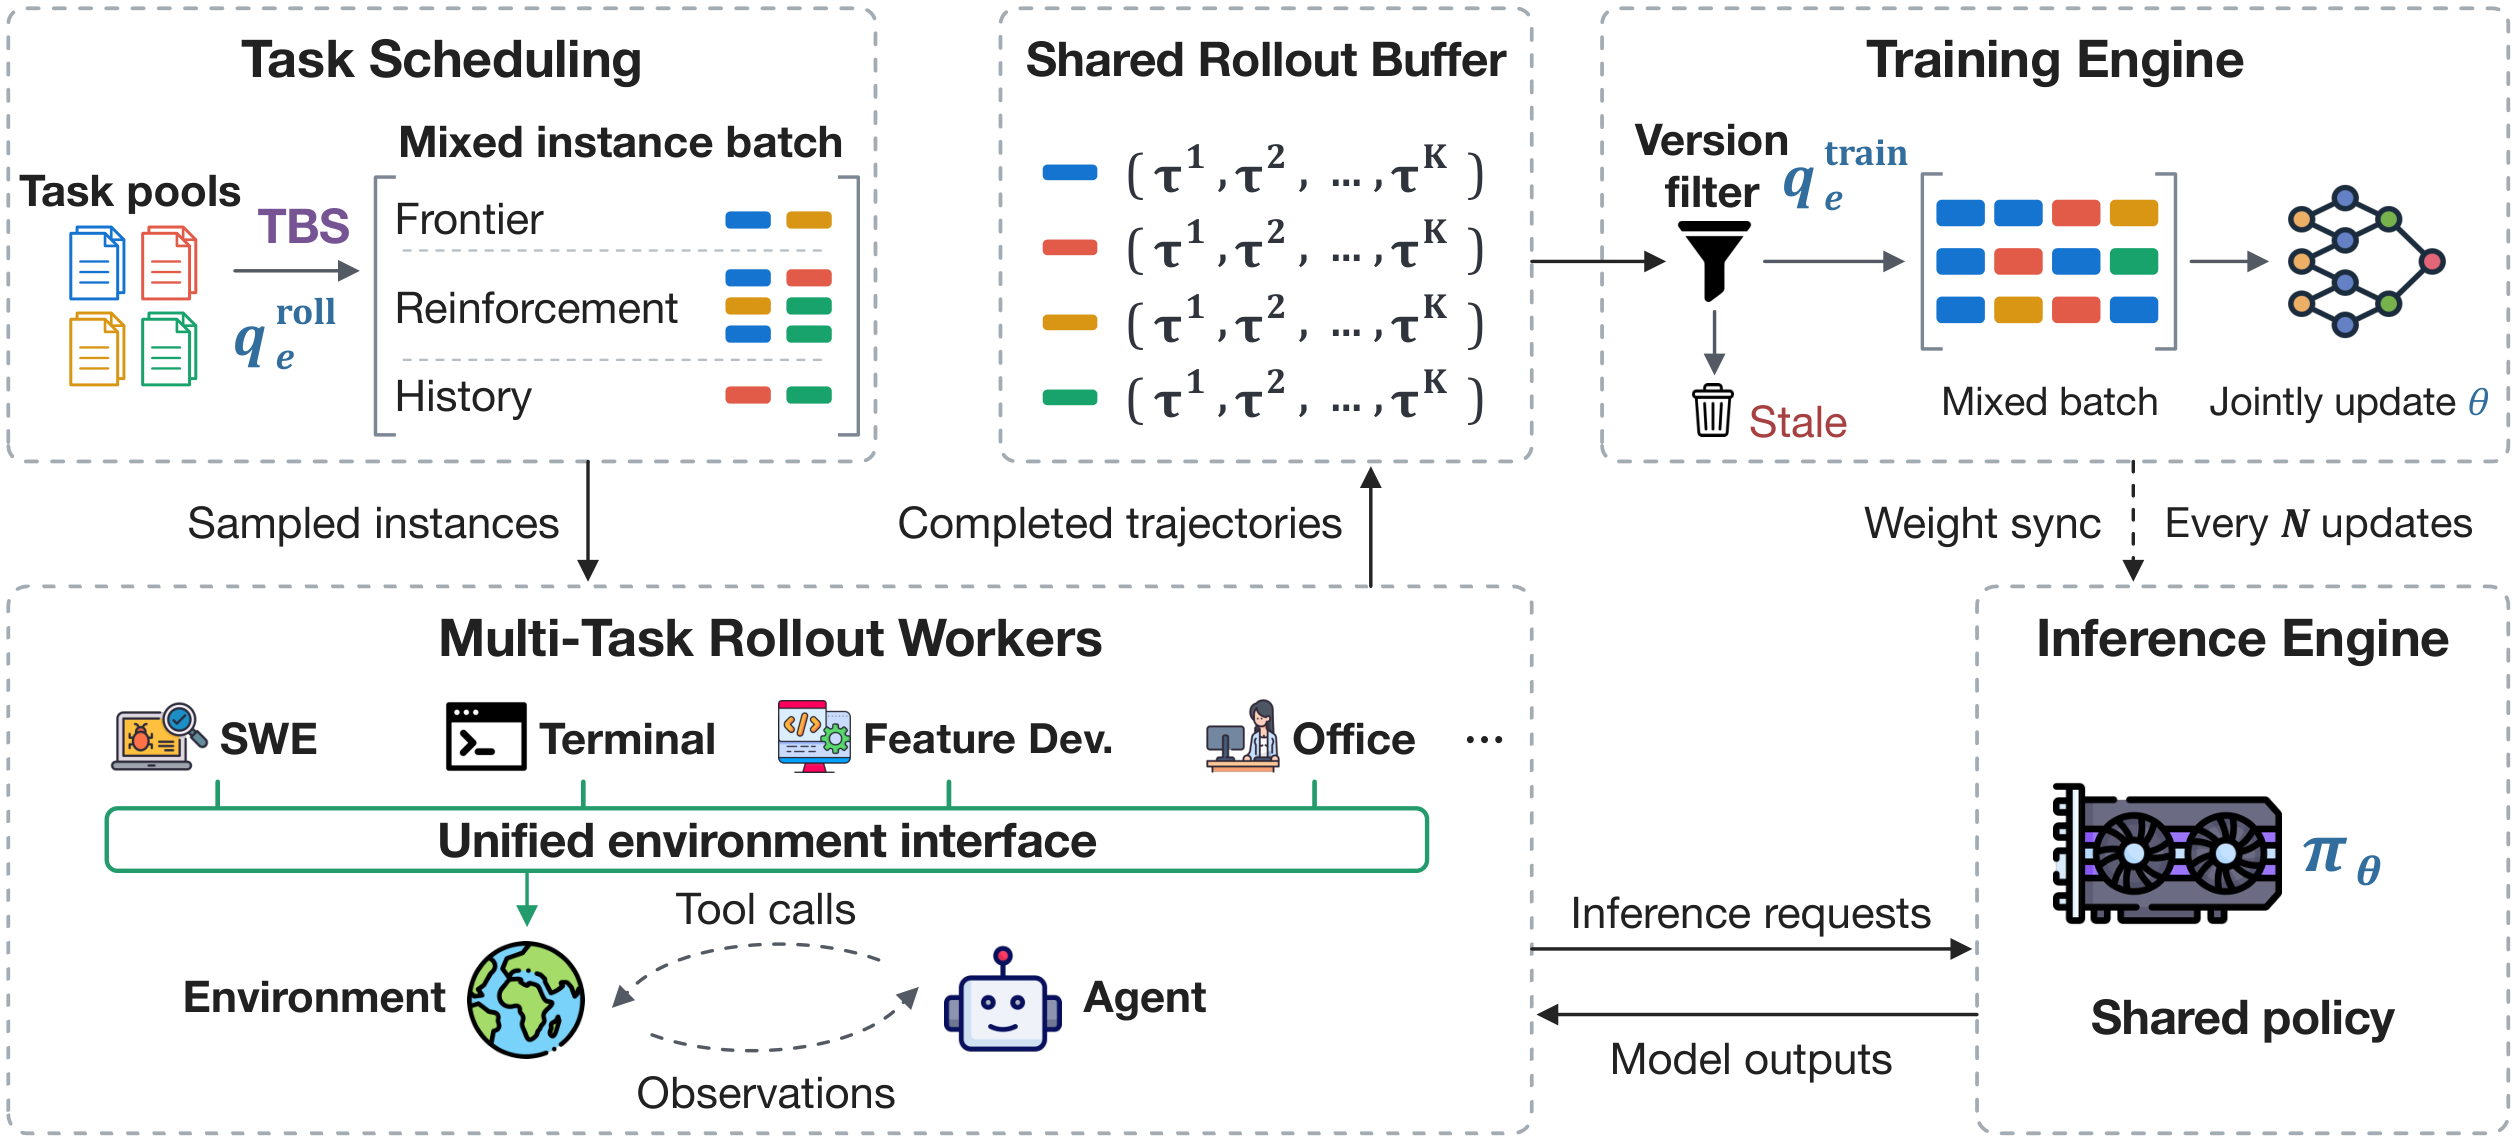 Task Scheduling
Task pools
TBS
q_e^roll
Mixed instance batch
Frontier
Reinforcement
History
Shared Rollout Buffer
( τ^1 , τ^2 , ... , τ^K )
( τ^1 , τ^2 , ... , τ^K )
( τ^1 , τ^2 , ... , τ^K )
( τ^1 , τ^2 , ... , τ^K )
Training Engine
Version
filter
q_e^train
Stale
Mixed batch
Jointly update θ
Sampled instances
Completed trajectories
Weight sync
Every N updates
Multi-Task Rollout Workers
SWE
Terminal
Feature Dev.
Office
...
Unified environment interface
Tool calls
Environment
Agent
Observations
Inference requests
Model outputs
Inference Engine
π_θ
Shared policy